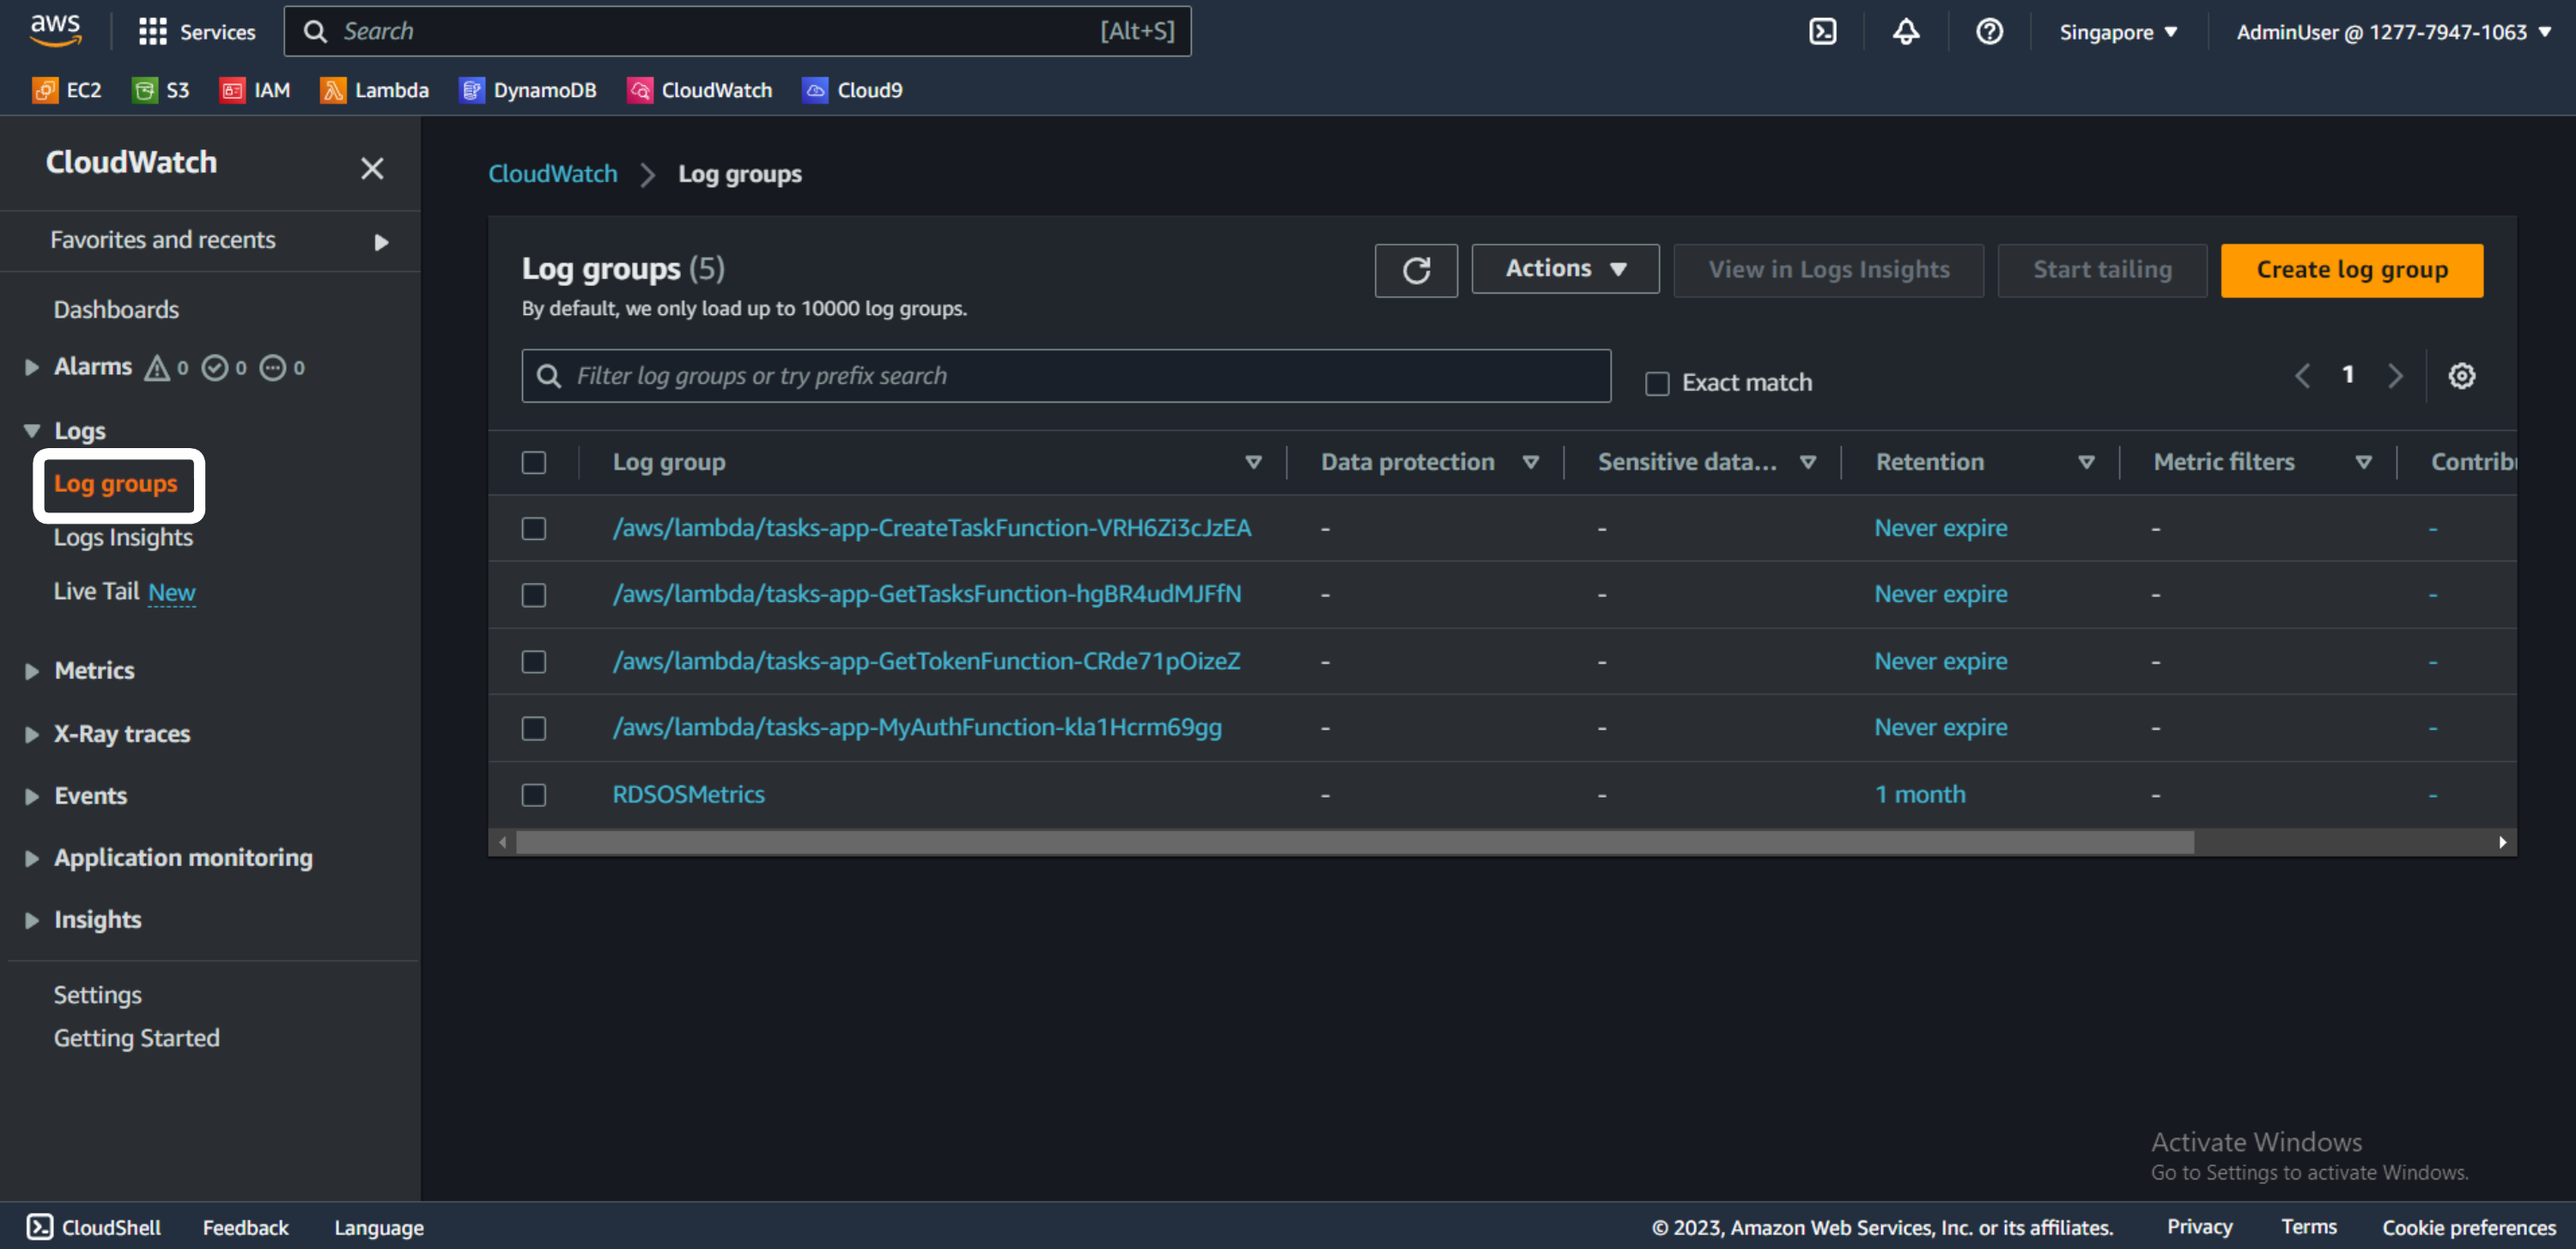 aws Services Search [Alt+S] Singapore AdminUser @ 1277-7947-1063
EC2 S3 IAM Lambda DynamoDB CloudWatch Cloud9
CloudWatch
Favorites and recents
Dashboards
Alarms 0 0 0
Logs
Log groups
Logs Insights
Live Tail New
Metrics
X-Ray traces
Events
Application monitoring
Insights
Settings
Getting Started
CloudWatch Log groups
Log groups (5)
By default, we only load up to 10000 log groups.
Actions View in Logs Insights Start tailing Create log group
Filter log groups or try prefix search Exact match 1
Log group Data protection Sensitive data... Retention Metric filters Contrib
/aws/lambda/tasks-app-CreateTaskFunction-VRH6Zi3cJzEA - - Never expire - -
/aws/lambda/tasks-app-GetTasksFunction-hgBR4udMJFfN - - Never expire - -
/aws/lambda/tasks-app-GetTokenFunction-CRde71pOizeZ - - Never expire - -
/aws/lambda/tasks-app-MyAuthFunction-kla1Hcrm69gg - - Never expire - -
RDSOSMetrics - - 1 month - -
Activate Windows
Go to Settings to activate Windows.
CloudShell Feedback Language © 2023, Amazon Web Services, Inc. or its affiliates. Privacy Terms Cookie preferences